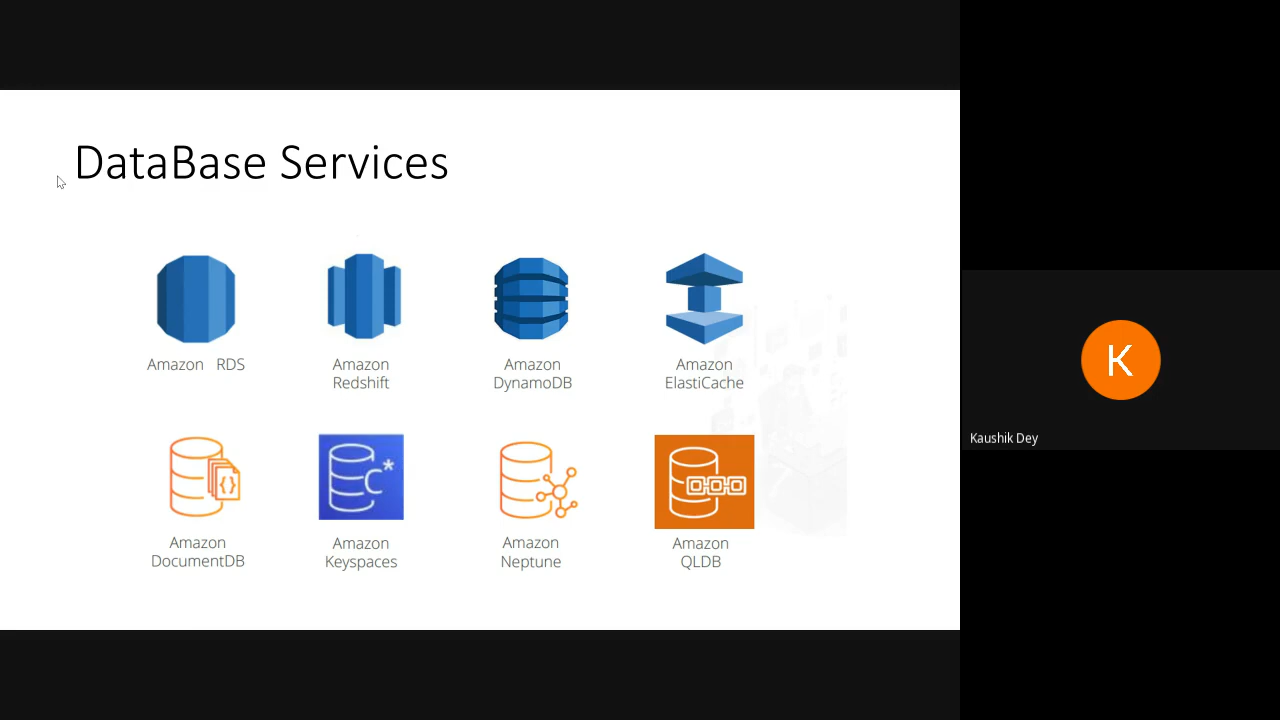 DataBase Services
Amazon RDS
Amazon
Redshift
Amazon
DynamoDB
Amazon
ElastiCache
C*
{}
Amazon
DocumentDB
Amazon
Keyspaces
Amazon
Neptune
Amazon
QLDB
K
Kaushik Dey